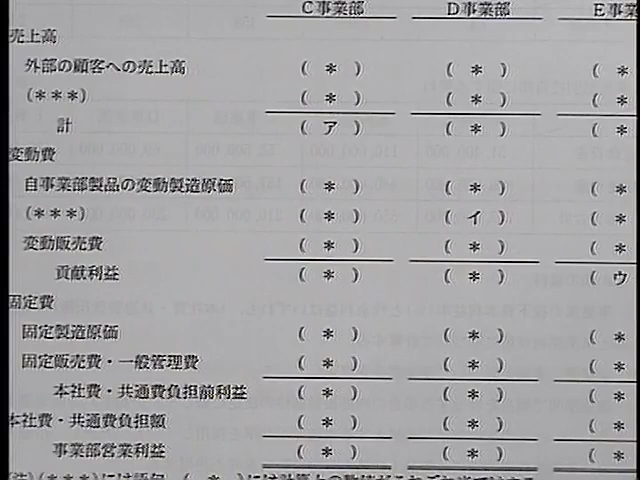 C事業部 D事業部 E事業
売上高
外部の顧客への売上高 ( * ) ( * ) ( *
(***) ( * ) ( * ) ( *
計 ( ア ) ( * ) ( *
変動費
自事業部製品の変動製造原価 ( * ) ( * ) ( *
(***) ( * ) ( イ ) ( *
変動販売費 ( * ) ( * ) ( *
貢献利益 ( * ) ( * ) ( ウ
固定費
固定製造原価 ( * ) ( * ) ( *
固定販売費・一般管理費 ( * ) ( * ) ( *
本社費・共通費負担前利益 ( * ) ( * ) ( *
本社費・共通費負担額 ( * ) ( * ) ( *
事業部営業利益 ( * ) ( * ) ( *